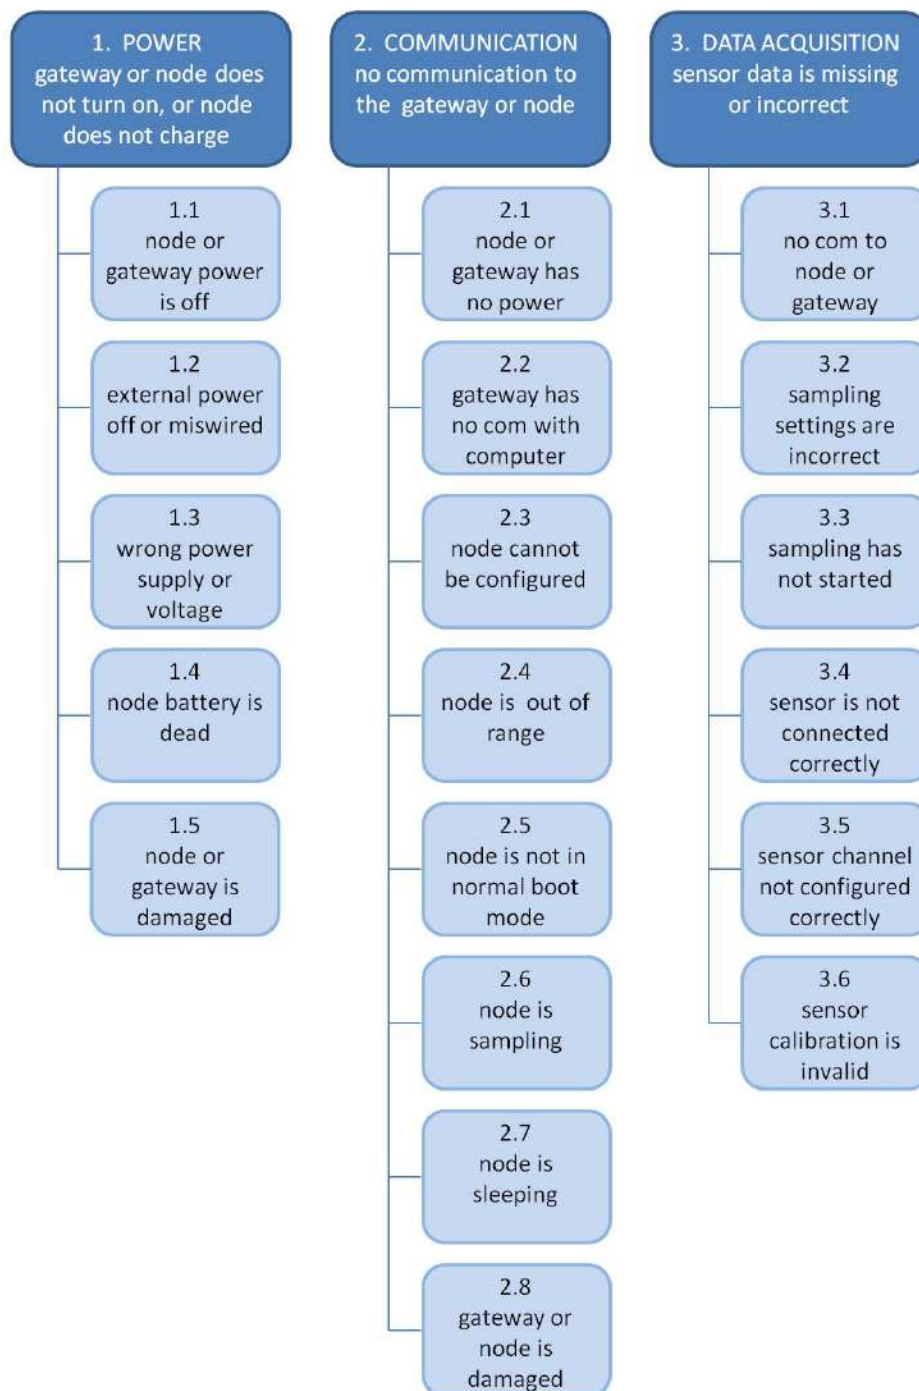 1. POWER
gateway or node does
not turn on, or node
does not charge
1.1
node or
gateway power
is off
1.2
external power
off or miswired
1.3
wrong power
supply or
voltage
1.4
node battery is
dead
1.5
node or
gateway is
damaged
2. COMMUNICATION
no communication to
the gateway or node
2.1
node or
gateway has
no power
2.2
gateway has
no com with
computer
2.3
node cannot
be configured
2.4
node is out of
range
2.5
node is not in
normal boot
mode
2.6
node is
sampling
2.7
node is
sleeping
2.8
gateway or
node is
damaged
3. DATA ACQUISITION
sensor data is missing
or incorrect
3.1
no com to
node or
gateway
3.2
sampling
settings are
incorrect
3.3
sampling has
not started
3.4
sensor is not
connected
correctly
3.5
sensor channel
not configured
correctly
3.6
sensor
calibration is
invalid